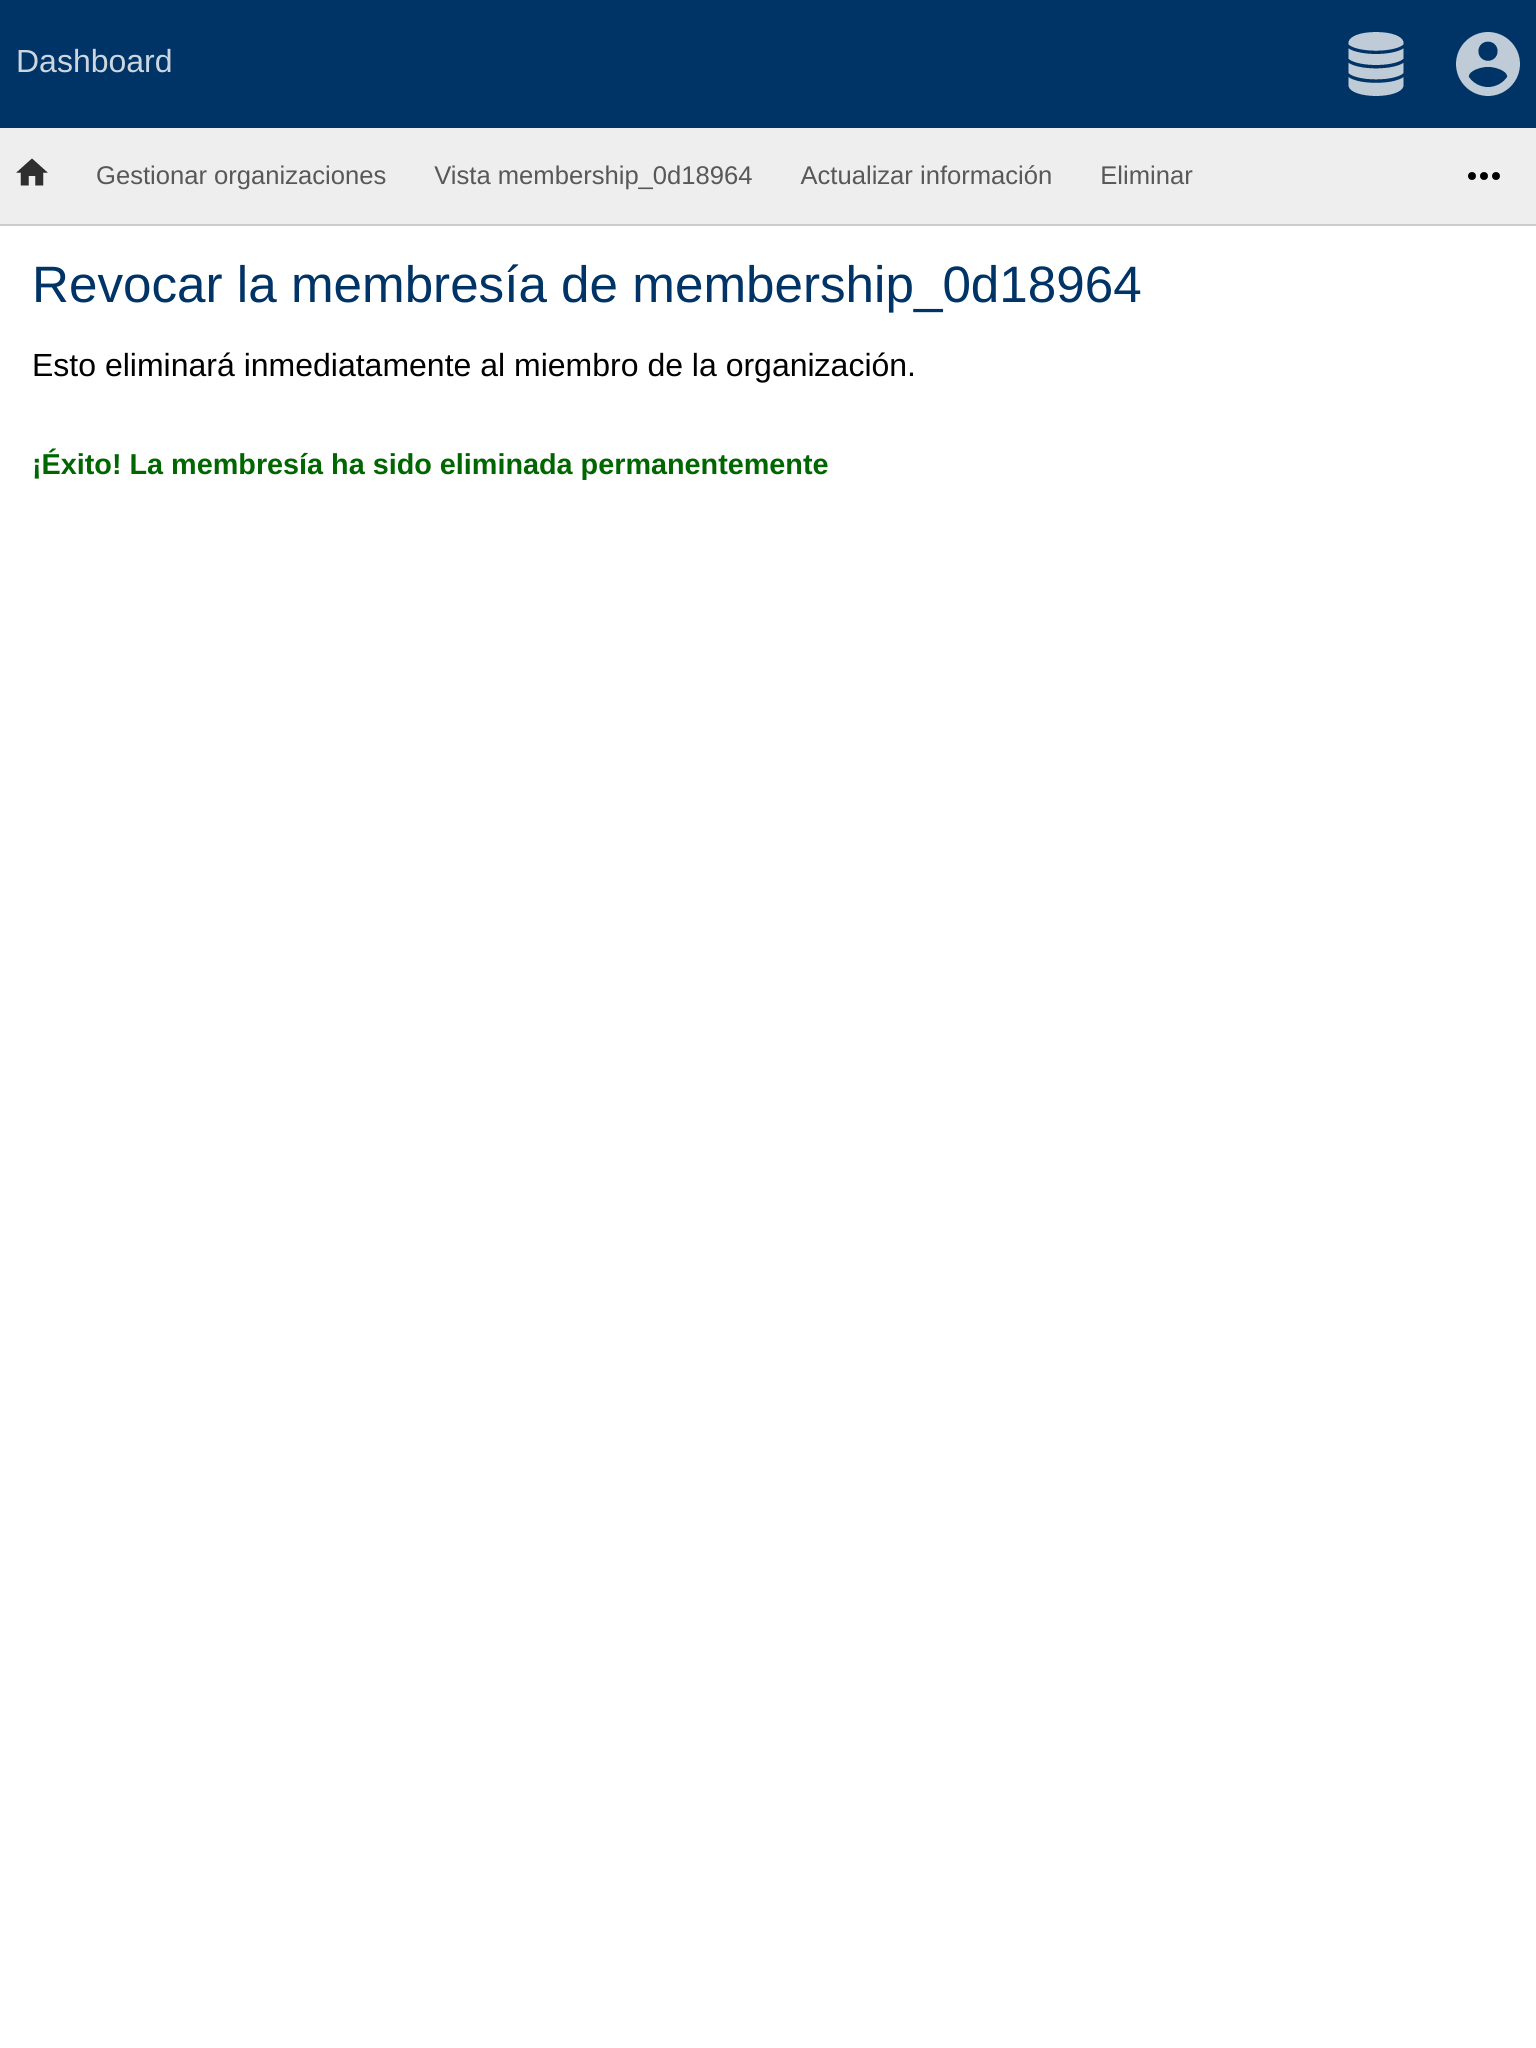 Dashboard
Gestionar organizaciones Vista membership_0d18964 Actualizar información Eliminar
Revocar la membresía de membership_0d18964
Esto eliminará inmediatamente al miembro de la organización.
¡Éxito! La membresía ha sido eliminada permanentemente